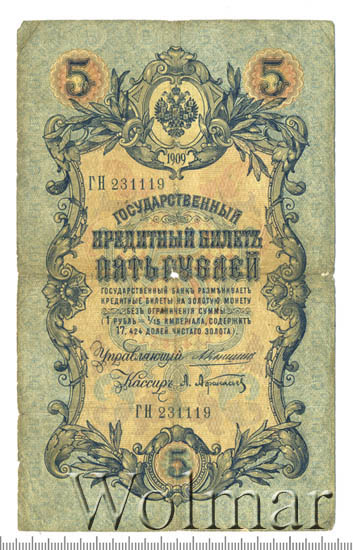 5 5
1909
ГН 231119
ГОСУДАРСТВЕННЫЙ
КРЕДИТНЫЙ БИЛЕТЪ
ПЯТЬ РУБЛЕЙ
ГОСУДАРСТВЕННЫЙ БАНКЪ РАЗМѢНИВАЕТЪ
КРЕДИТНЫЕ БИЛЕТЫ НА ЗОЛОТУЮ МОНЕТУ
БЕЗЪ ОГРАНИЧЕНІЯ СУММЫ
(1 РУБЛЬ = 1/15 ИМПЕРІАЛА, СОДЕРЖИТЪ
17,424 ДОЛЕЙ ЧИСТАГО ЗОЛОТА).
Управляющій
Кассиръ А. Афанасьев
ГН 231119
5
Wolmar